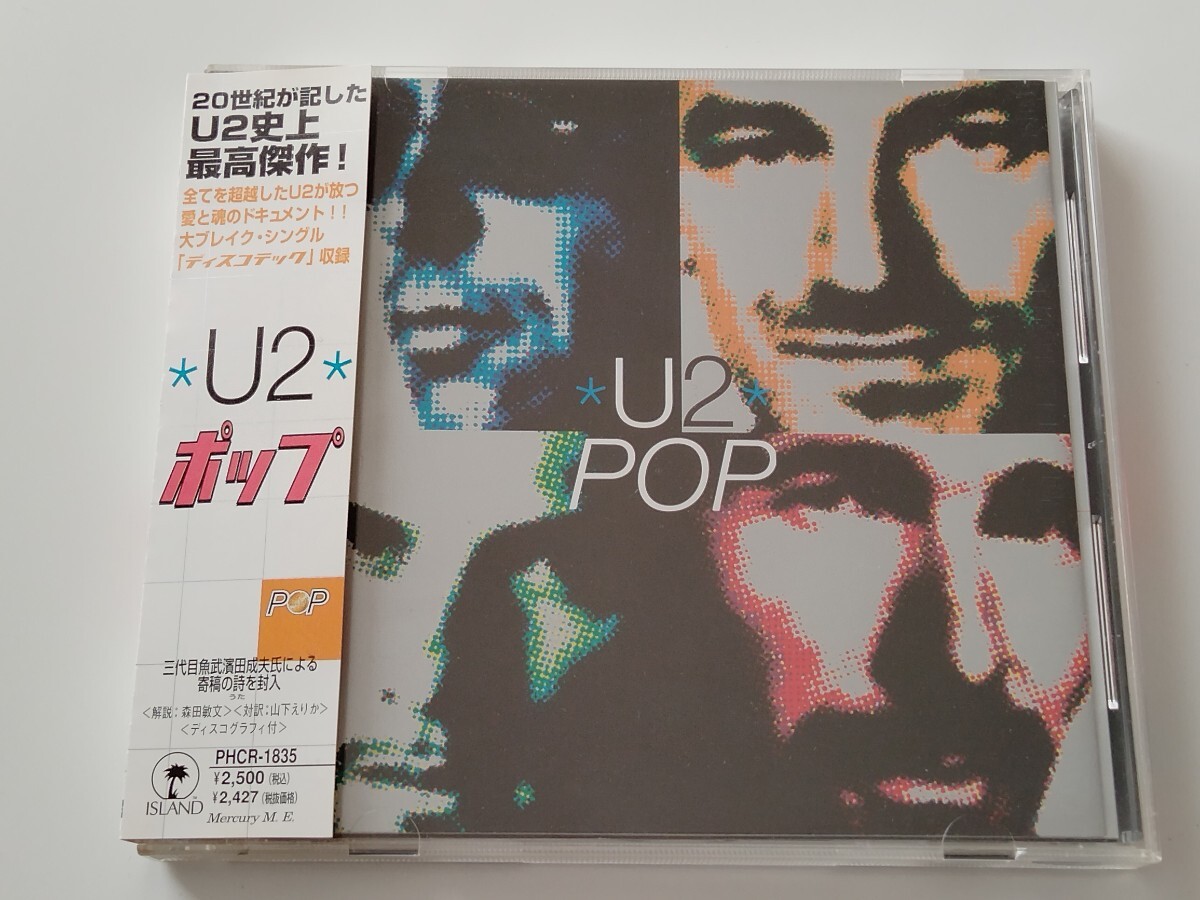 20世紀が記した
U2史上
最高傑作!
全てを超越したU2が放つ
愛と魂のドキュメント!!
大ブレイク・シングル
「ディスコテック」収録
*U2*
ポップ
POP
三代目魚武濱田成夫氏による
寄稿の詩を封入
うた
<解説:森田敏文><対訳:山下えりか>
<ディスコグラフィ付>
PHCR-1835
¥2,500(税込)
¥2,427(税抜価格)
ISLAND
Mercury M. E.
*U2*
POP